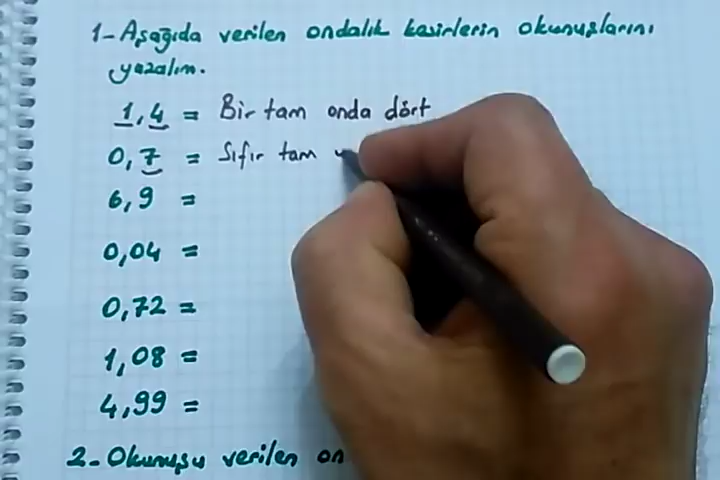 1- Aşağıda verilen ondalık kesirlerin okunuşlarını
yazalım.
1,4 = Bir tam onda dört
0,7 = Sıfır tam
6,9 =
0,04 =
0,72 =
1,08 =
4,99 =
2- Okunuşu verilen on